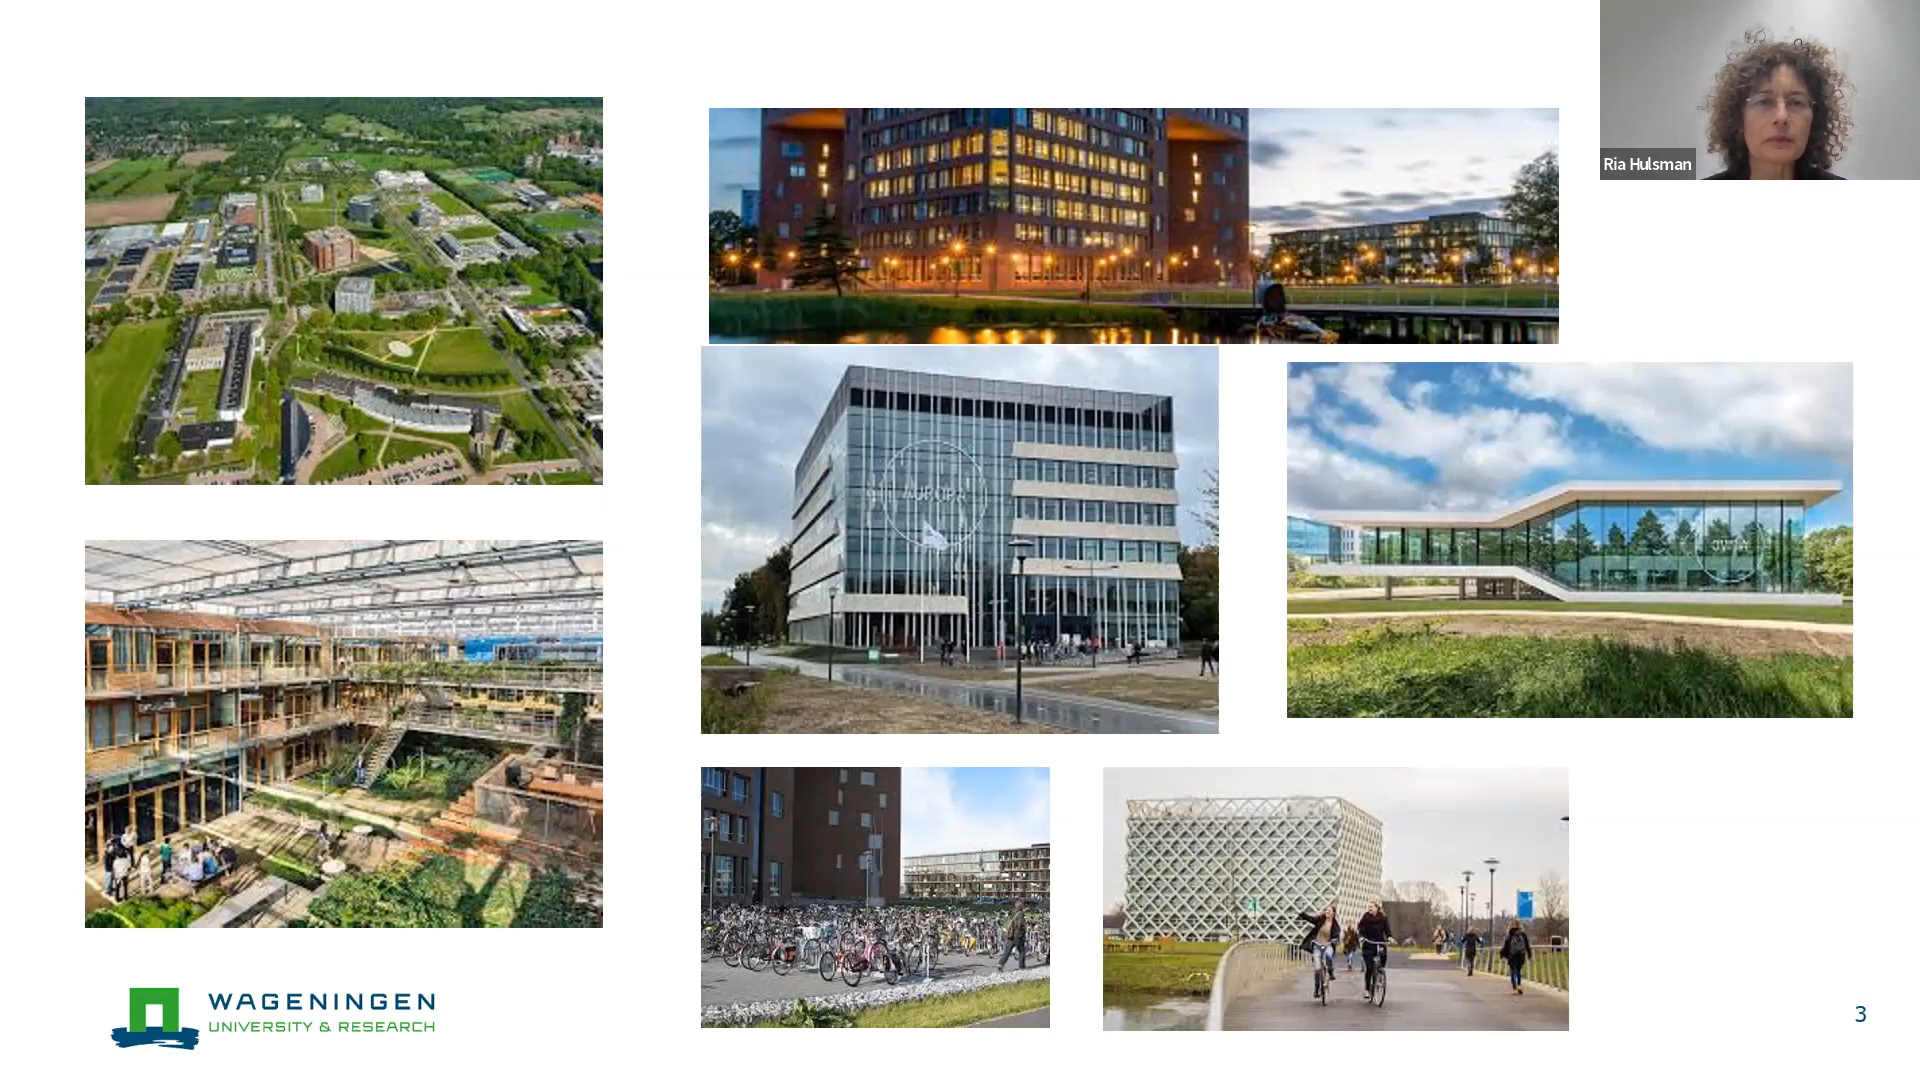 Ria Hulsman
AURORA
WAGENINGEN
UNIVERSITY & RESEARCH
3